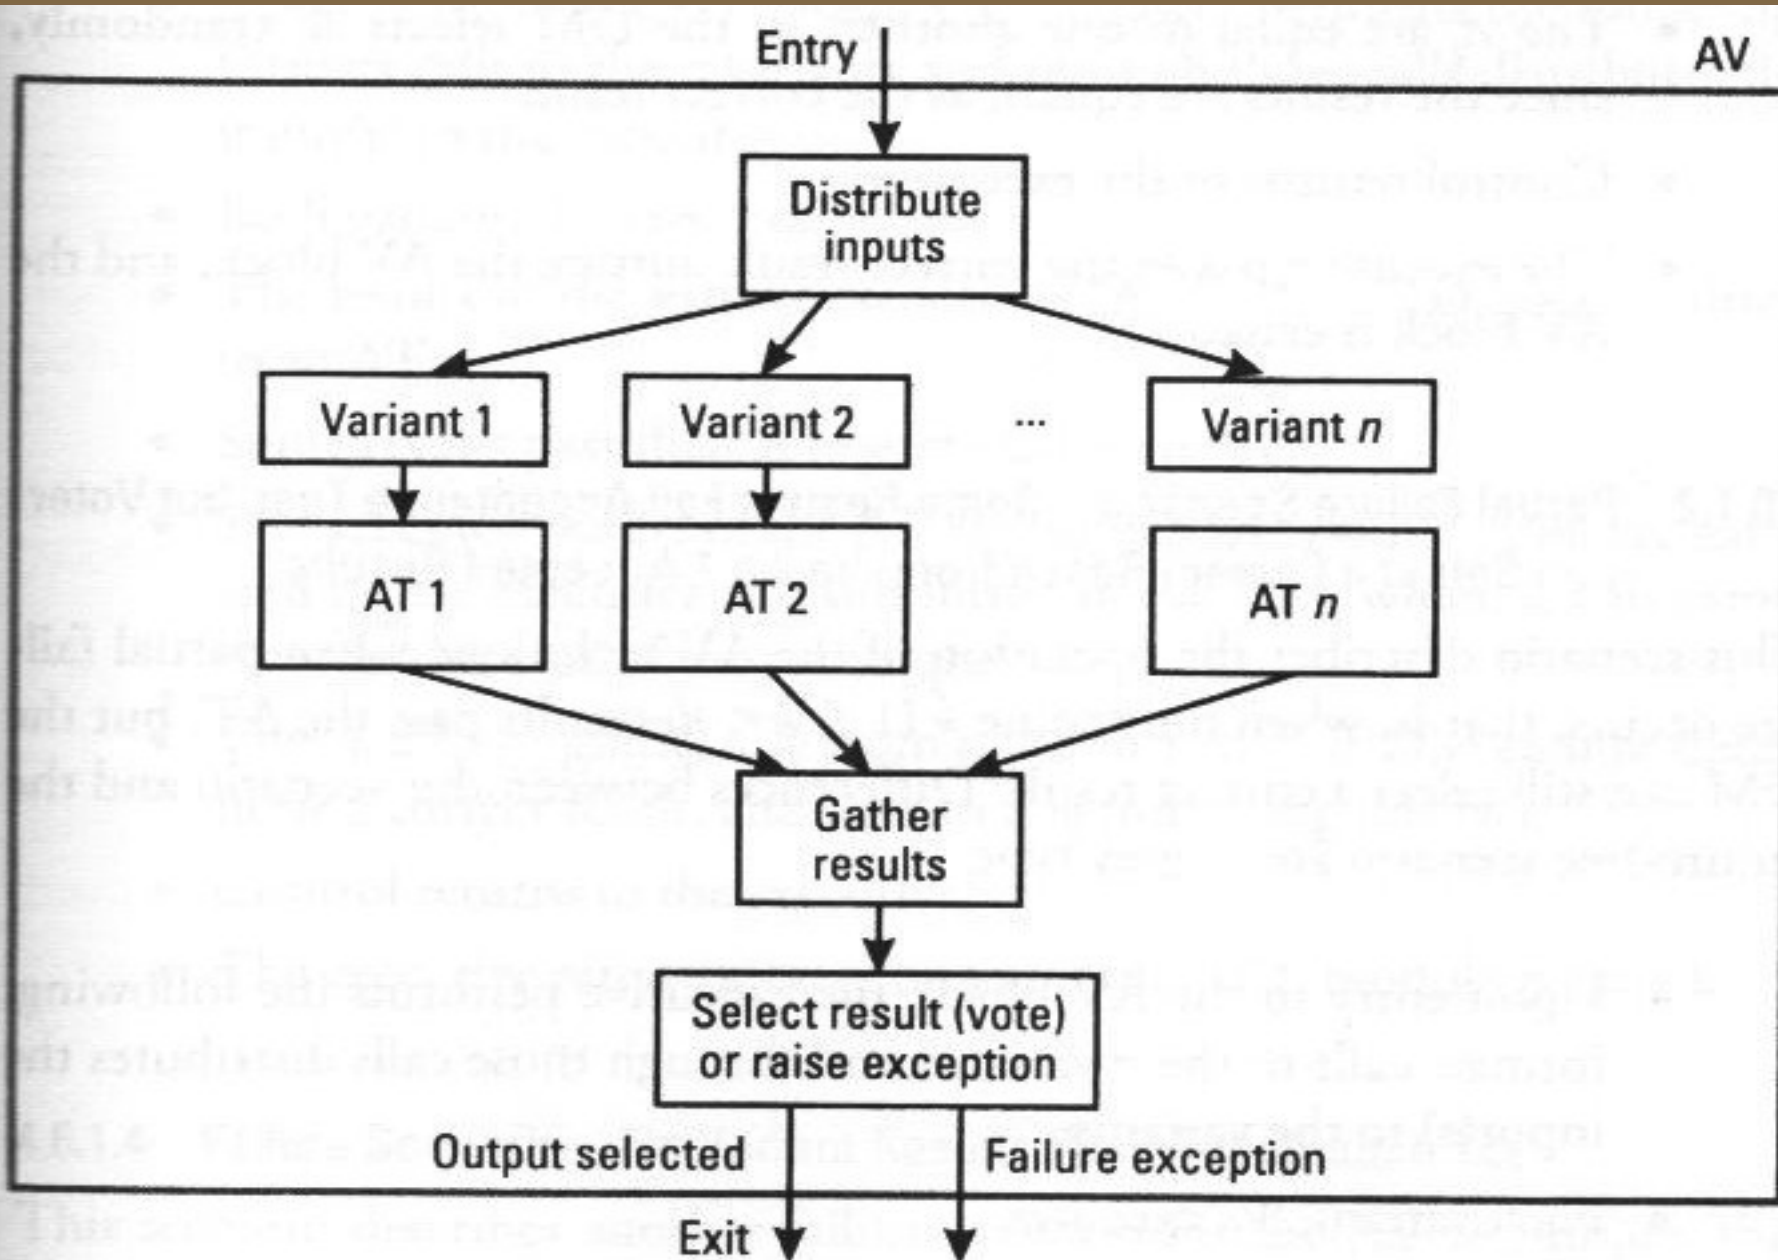 Entry
AV
Distribute
inputs
Variant 1
Variant 2
...
Variant n
AT 1
AT 2
AT n
Gather
results
Select result (vote)
or raise exception
Output selected
Failure exception
Exit